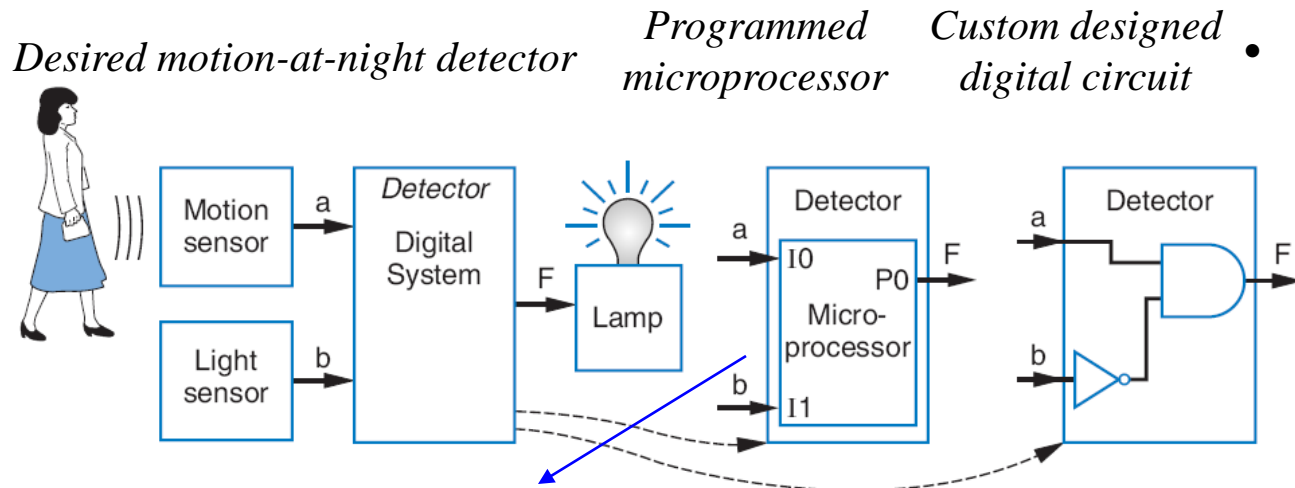 Desired motion-at-night detector
Programmed
microprocessor
Custom designed
digital circuit •
Motion
sensor
a
Light
sensor
b
Detector
Digital
System
F
Lamp
Detector
a
I0
P0
F
Micro-
processor
b
I1
Detector
a
F
b